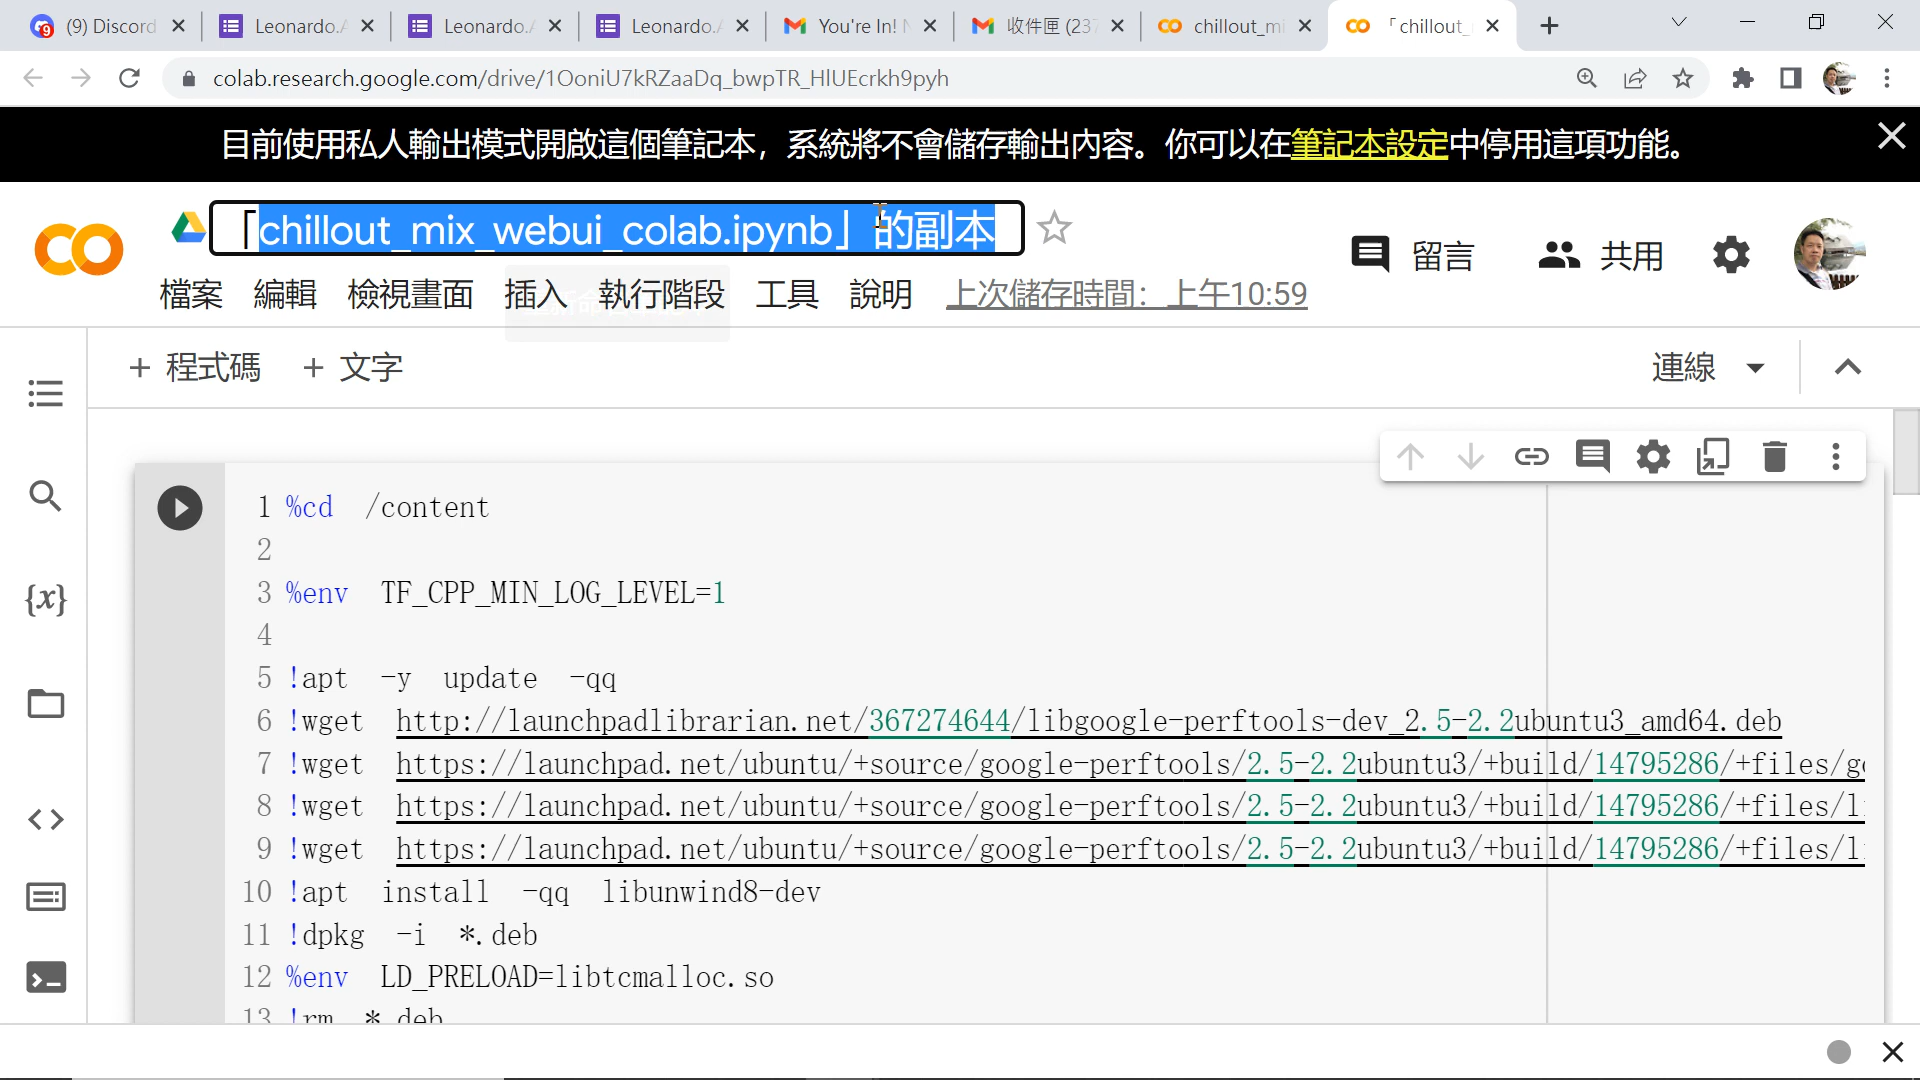 (9) Discord
Leonardo.A
Leonardo.A
Leonardo.A
You're In! N
收件匣 (237
chillout_mi
「chillout_
colab.research.google.com/drive/1OoniU7kRZaaDq_bwpTR_HlUEcrkh9pyh
目前使用私人輸出模式開啟這個筆記本，系統將不會儲存輸出內容。你可以在筆記本設定中停用這項功能。
「chillout_mix_webui_colab.ipynb」的副本
留言
共用
檔案 編輯 檢視畫面 插入 執行階段 工具 說明 上次儲存時間：上午10:59
+ 程式碼 + 文字
連線
1 %cd /content
2
3 %env TF_CPP_MIN_LOG_LEVEL=1
4
5 !apt -y update -qq
6 !wget http://launchpadlibrarian.net/367274644/libgoogle-perftools-dev_2.5-2.2ubuntu3_amd64.deb
7 !wget https://launchpad.net/ubuntu/+source/google-perftools/2.5-2.2ubuntu3/+build/14795286/+files/go
8 !wget https://launchpad.net/ubuntu/+source/google-perftools/2.5-2.2ubuntu3/+build/14795286/+files/li
9 !wget https://launchpad.net/ubuntu/+source/google-perftools/2.5-2.2ubuntu3/+build/14795286/+files/li
10 !apt install -qq libunwind8-dev
11 !dpkg -i *.deb
12 %env LD_PRELOAD=libtcmalloc.so
13 !rm *.deb